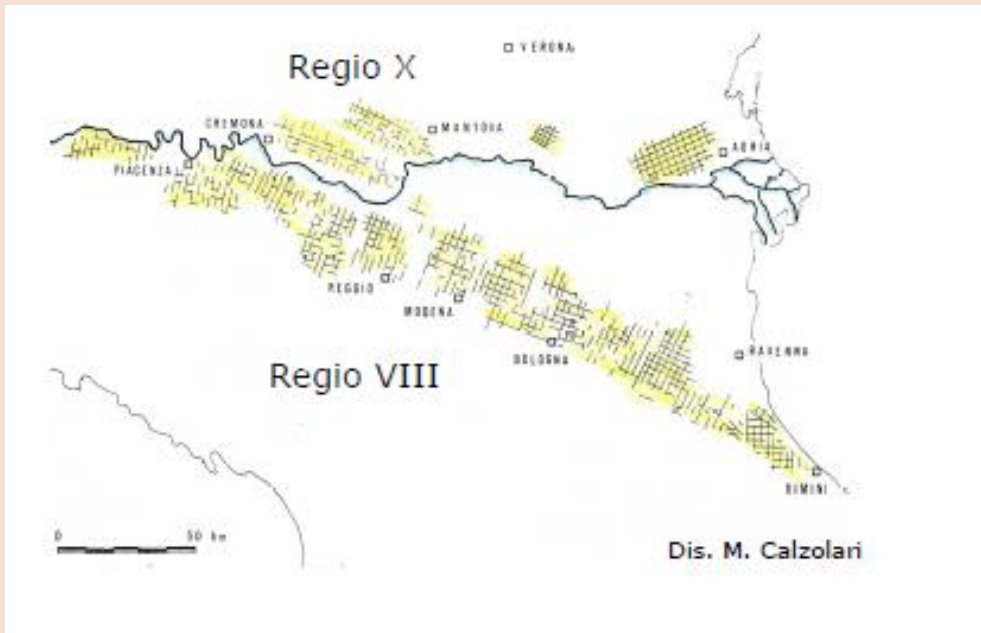 VERONA
Regio X
CREMONA
MANTOVA
ADRIA
PIACENZA
REGGIO
MODENA
BOLOGNA
RAVENNA
Regio VIII
RIMINI
0 50 km
Dis. M. Calzolari